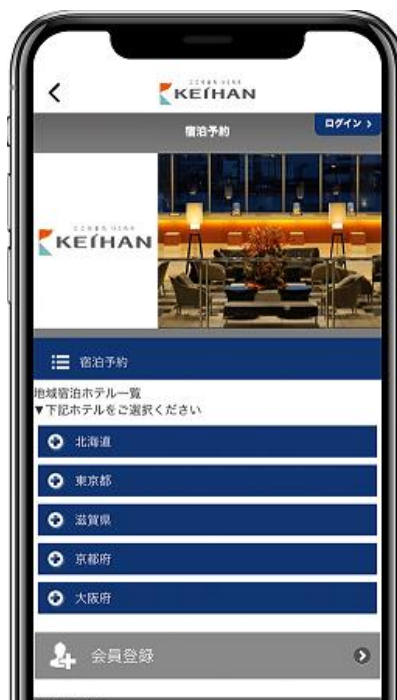 KEIHAN
宿泊予約
ログイン
KEIHAN
宿泊予約
地域宿泊ホテル一覧
▼下記ホテルをご選択ください
北海道
東京都
滋賀県
京都府
大阪府
会員登録